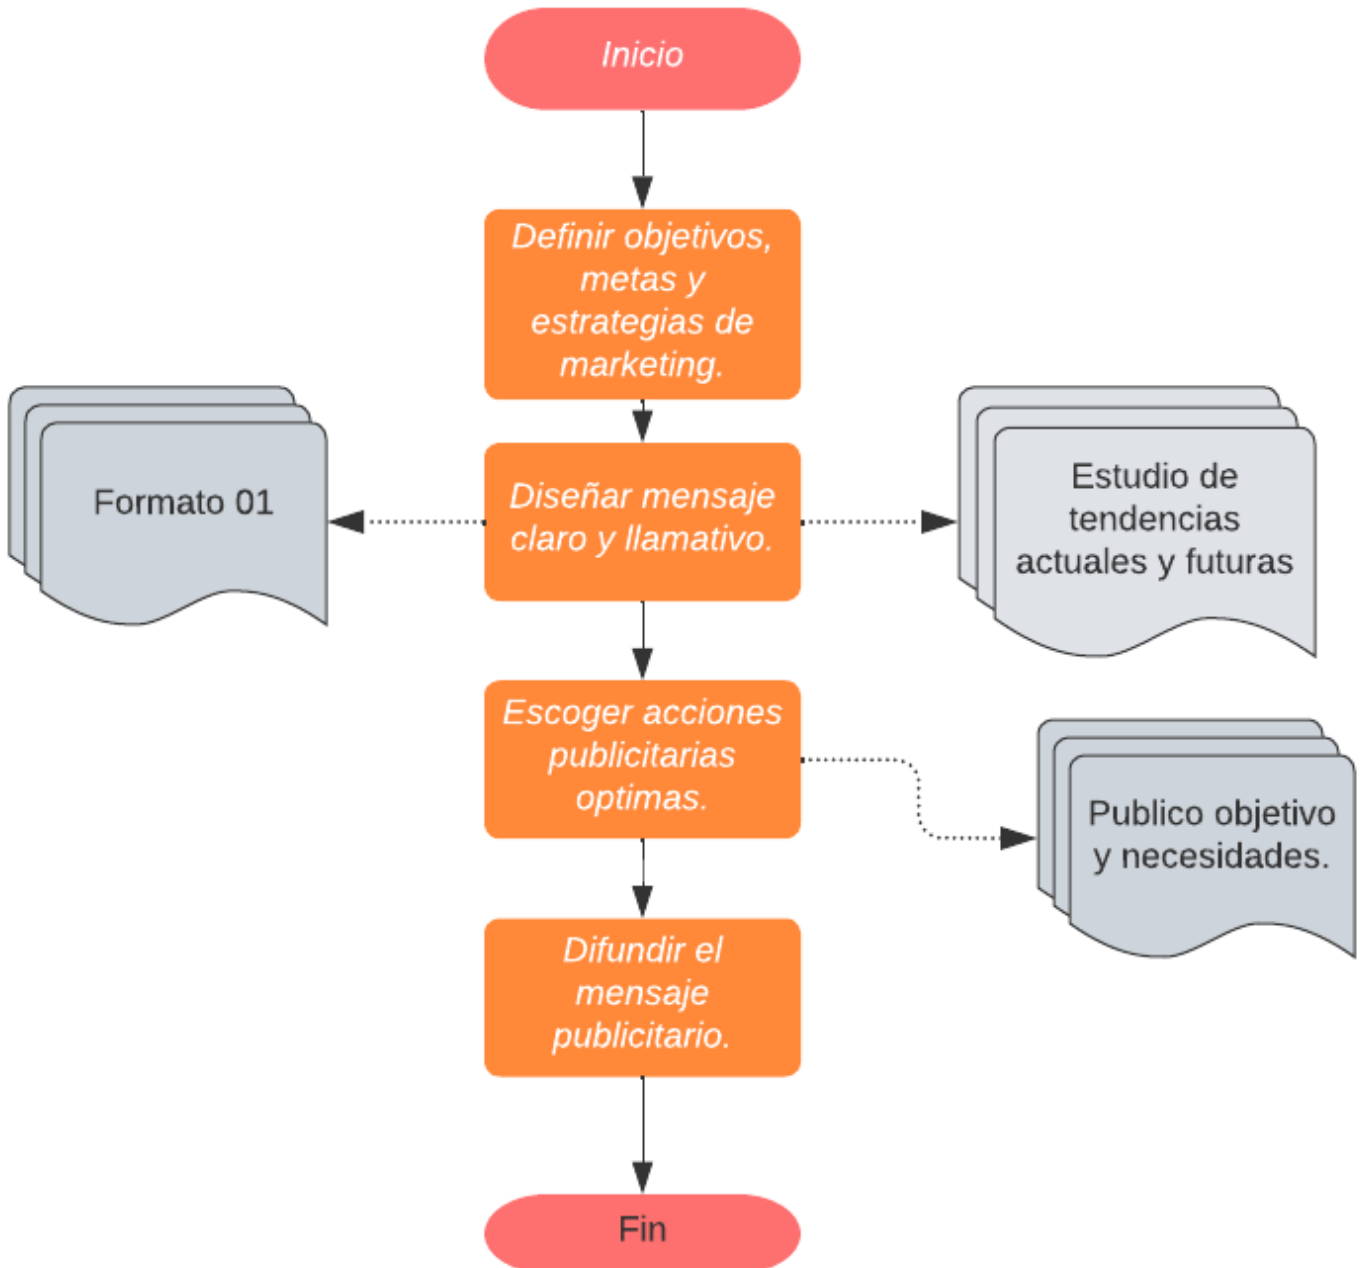 Inicio
Definir objetivos,
metas y
estrategias de
marketing.
Formato 01
Diseñar mensaje
claro y llamativo.
Estudio de
tendencias
actuales y futuras
Escoger acciones
publicitarias
optimas.
Publico objetivo
y necesidades.
Difundir el
mensaje
publicitario.
Fin